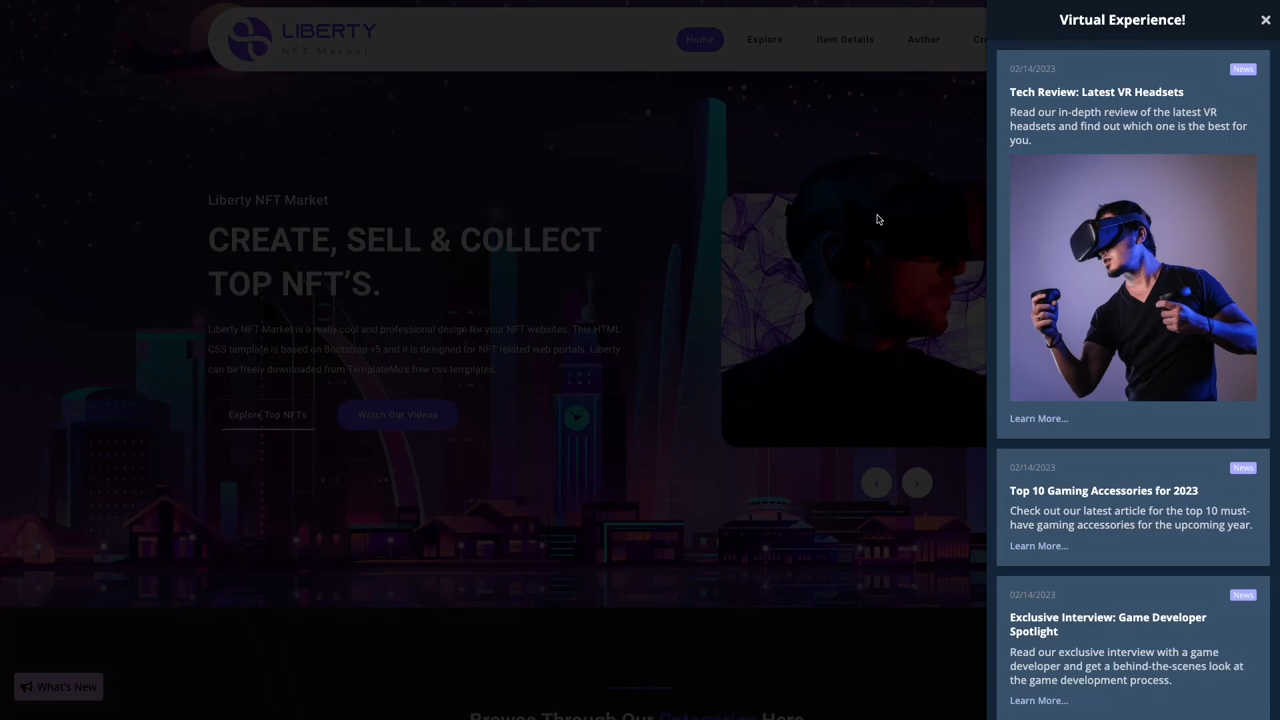 LIBERTY
NFT Market
Home
Explore
Item Details
Author
Virtual Experience!
Liberty NFT Market
CREATE, SELL & COLLECT
TOP NFT’S.
Liberty NFT Market is a really cool and professional design for your NFT websites. This HTML
CSS template is based on Bootstrap v5 and it is designed for NFT related web portals. Liberty
can be freely downloaded from TemplateMo's free css templates.
Explore Top NFTs
Watch Our Videos
Browse Through Our Categories Here
What's New
02/14/2023
News
Tech Review: Latest VR Headsets
Read our in-depth review of the latest VR
headsets and find out which one is the best for
you.
Learn More...
02/14/2023
News
Top 10 Gaming Accessories for 2023
Check out our latest article for the top 10 must-
have gaming accessories for the upcoming year.
Learn More...
02/14/2023
News
Exclusive Interview: Game Developer
Spotlight
Read our exclusive interview with a game
developer and get a behind-the-scenes look at
the game development process.
Learn More...